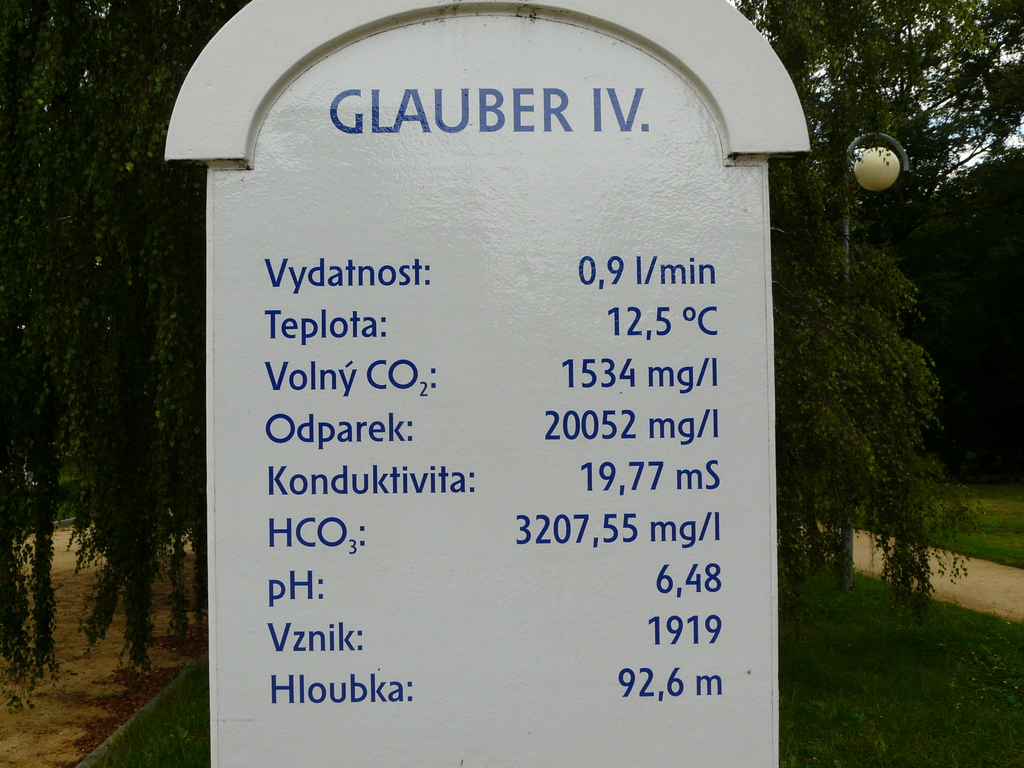 GLAUBER IV.
Vydatnost: 0,9 l/min
Teplota: 12,5 ºC
Volný CO₂: 1534 mg/l
Odparek: 20052 mg/l
Konduktivita: 19,77 mS
HCO₃: 3207,55 mg/l
pH: 6,48
Vznik: 1919
Hloubka: 92,6 m